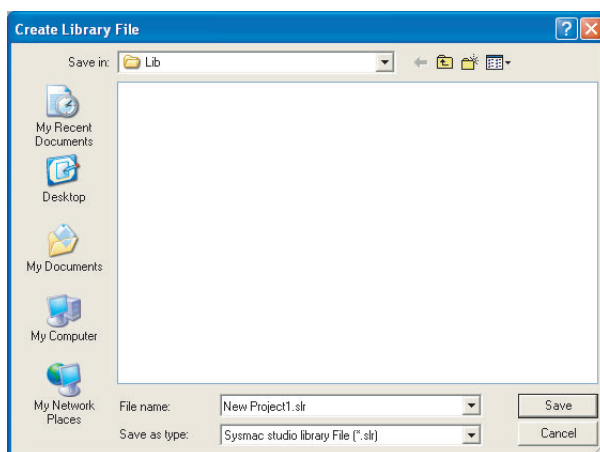 Create Library File
Save in:
Lib
My Recent
Documents
Desktop
My Documents
My Computer
My Network
Places
File name:
New Project1.slr
Save
Save as type:
Sysmac studio library File (*.slr)
Cancel